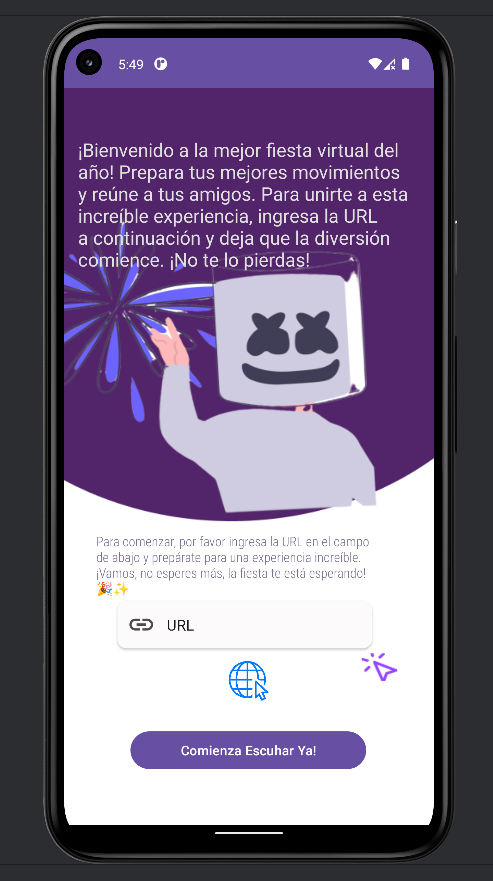 5:49
¡Bienvenido a la mejor fiesta virtual del
año! Prepara tus mejores movimientos
y reúne a tus amigos. Para unirte a esta
increíble experiencia, ingresa la URL
a continuación y deja que la diversión
comience. ¡No te lo pierdas!
Para comenzar, por favor ingresa la URL en el campo
de abajo y prepárate para una experiencia increíble.
¡Vamos, no esperes más, la fiesta te está esperando!
🎉✨
URL
Comienza Escuhar Ya!